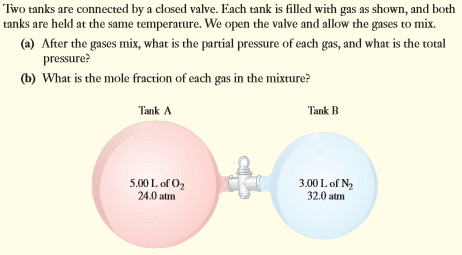 Two tanks are connected by a closed valve. Each tank is filled with gas as shown, and both
tanks are held at the same temperature. We open the valve and allow the gases to mix.
(a) After the gases mix, what is the partial pressure of each gas, and what is the total
pressure?
(b) What is the mole fraction of each gas in the mixture?
Tank A
Tank B
5.00 L of O₂
24.0 atm
3.00 L of N₂
32.0 atm